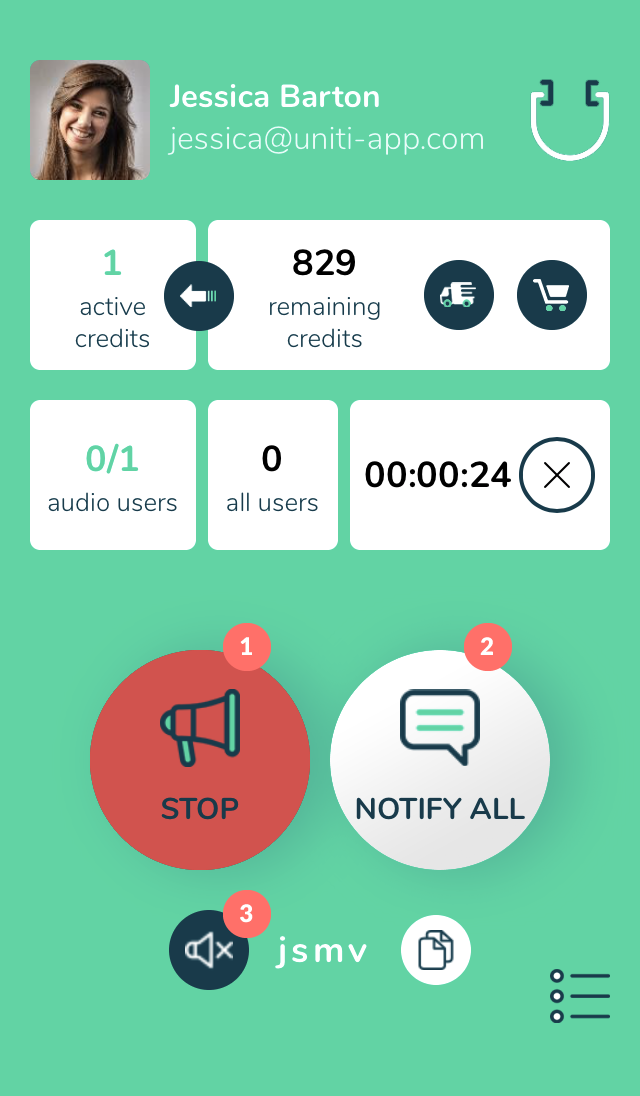 Jessica Barton
jessica@uniti-app.com
1
active
credits
829
remaining
credits
0/1
audio users
0
all users
00:00:24
1
STOP
2
NOTIFY ALL
3
jsmv